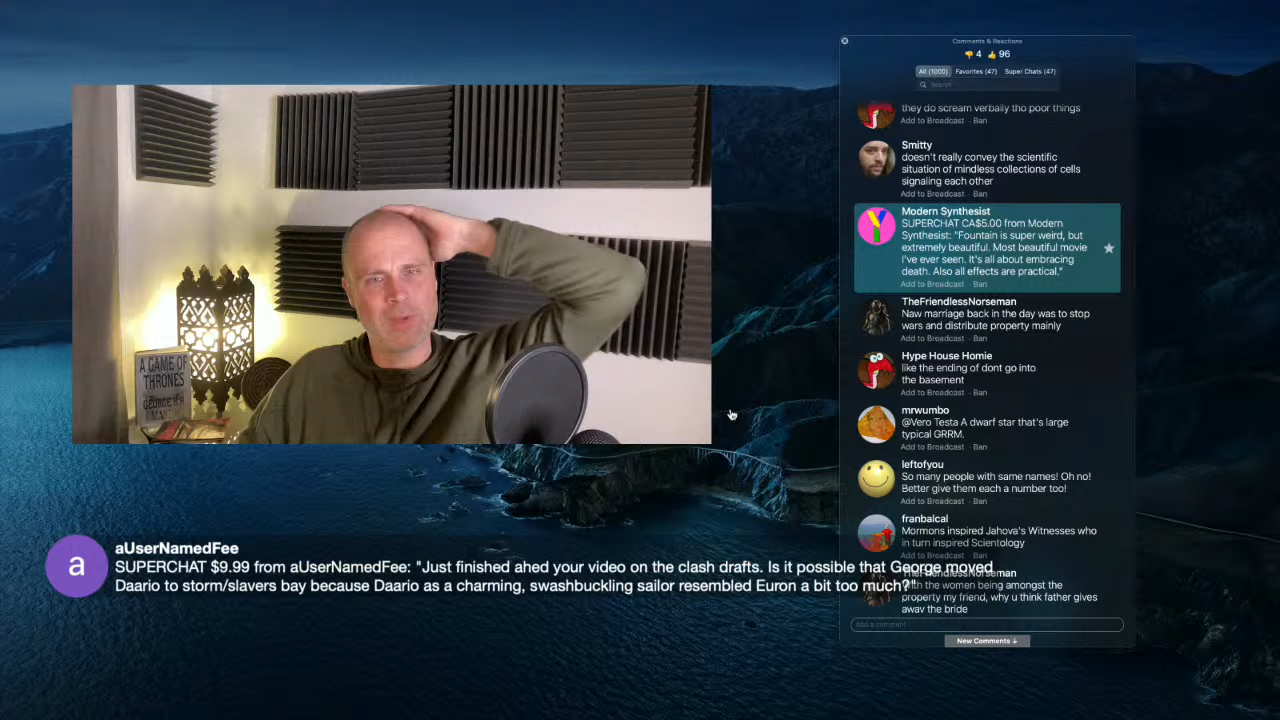 A GAME OF
THRONES
GEORGE R.R.
Comments & Reactions
👎 4 👍 96
All (1000) Favorites (47) Super Chats (47)
Search
they do scream verbally tho poor things
Add to Broadcast · Ban
Smitty
doesn't really convey the scientific
situation of mindless collections of cells
signaling each other
Add to Broadcast · Ban
Modern Synthesist
SUPERCHAT CA$5.00 from Modern
Synthesist: "Fountain is super weird, but
extremely beautiful. Most beautiful movie
I've ever seen. It's all about embracing
death. Also all effects are practical."
Add to Broadcast · Ban
TheFriendlessNorseman
Naw marriage back in the day was to stop
wars and distribute property mainly
Add to Broadcast · Ban
Hype House Homie
like the ending of dont go into
the basement
Add to Broadcast · Ban
mrwumbo
@Vero Testa A dwarf star that's large
typical GRRM.
Add to Broadcast · Ban
leftofyou
So many people with same names! Oh no!
Better give them each a number too!
Add to Broadcast · Ban
franbalcal
Mormons inspired Jahova's Witnesses who
in turn inspired Scientology
Add to Broadcast · Ban
TheFriendlessNorseman
with the women being amongst the
property my friend, why u think father gives
away the bride
Add a comment
New Comments ↓
a
aUserNamedFee
SUPERCHAT $9.99 from aUserNamedFee: "Just finished ahed your video on the clash drafts. Is it possible that George moved
Daario to storm/slavers bay because Daario as a charming, swashbuckling sailor resembled Euron a bit too much?"